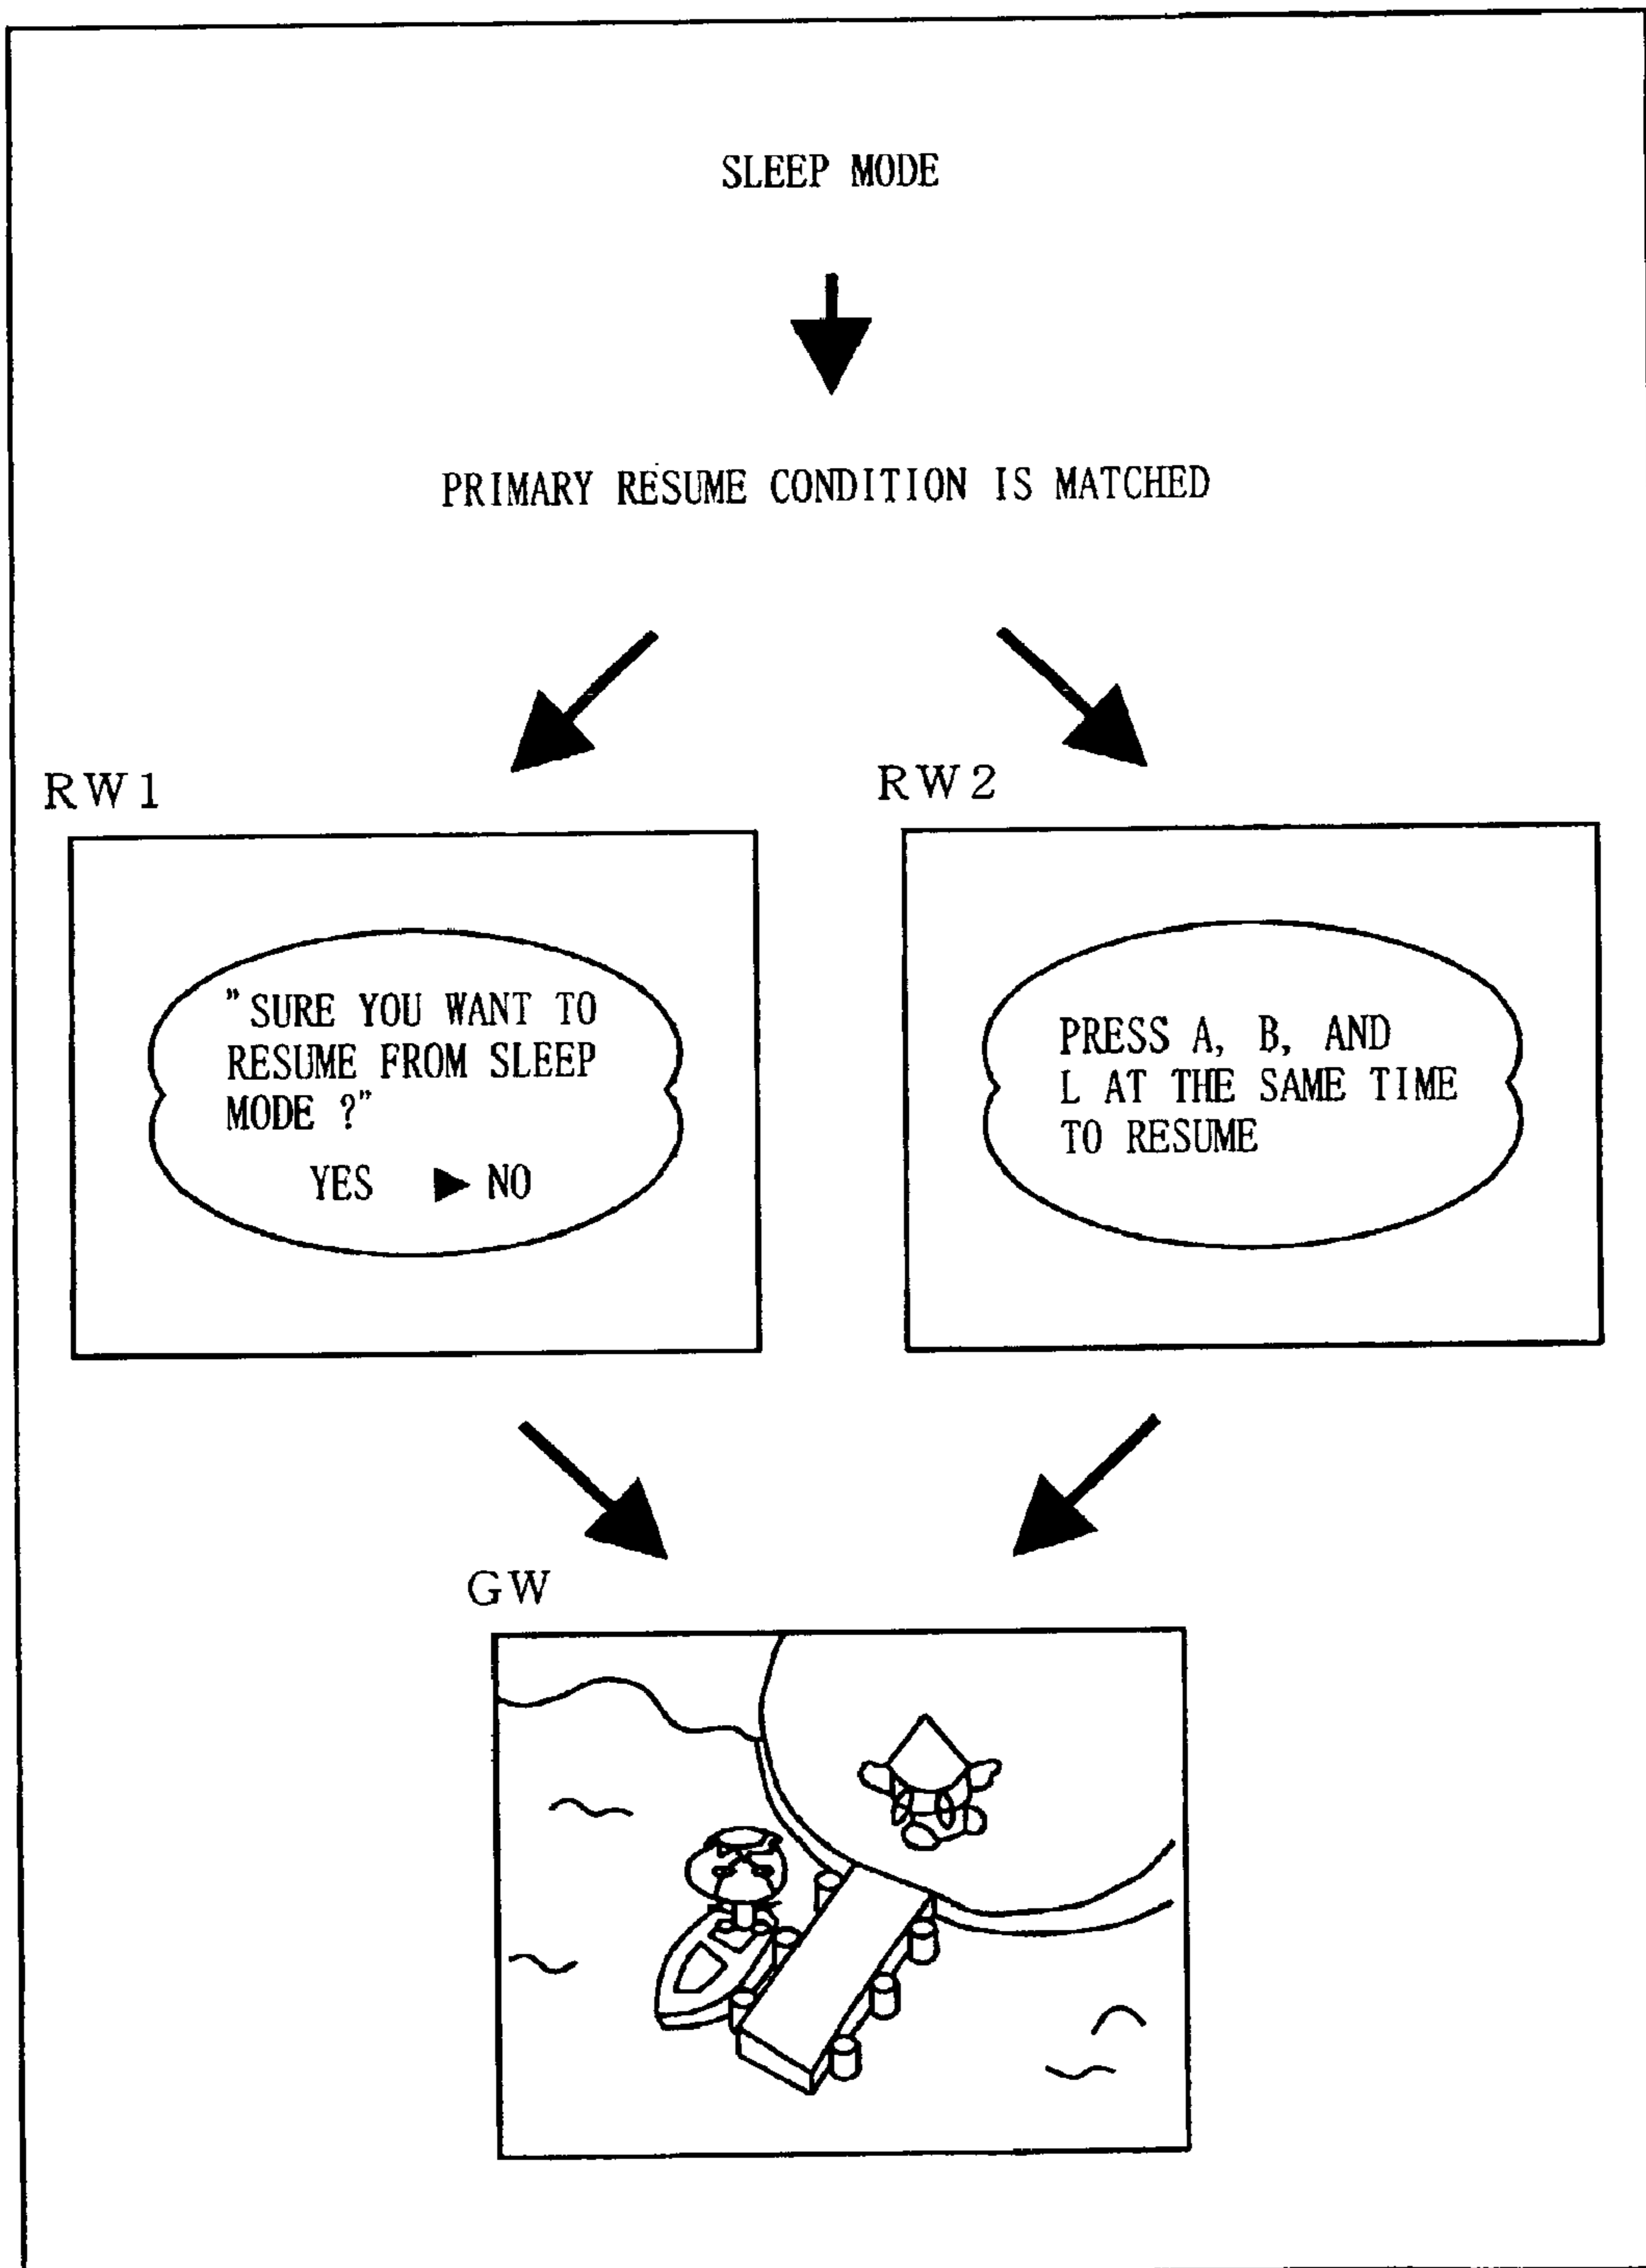 SLEEP MODE
PRIMARY RESUME CONDITION IS MATCHED
RW1
"SURE YOU WANT TO
RESUME FROM SLEEP
MODE ?"
YES ▶ NO
RW2
PRESS A, B, AND
L AT THE SAME TIME
TO RESUME
GW